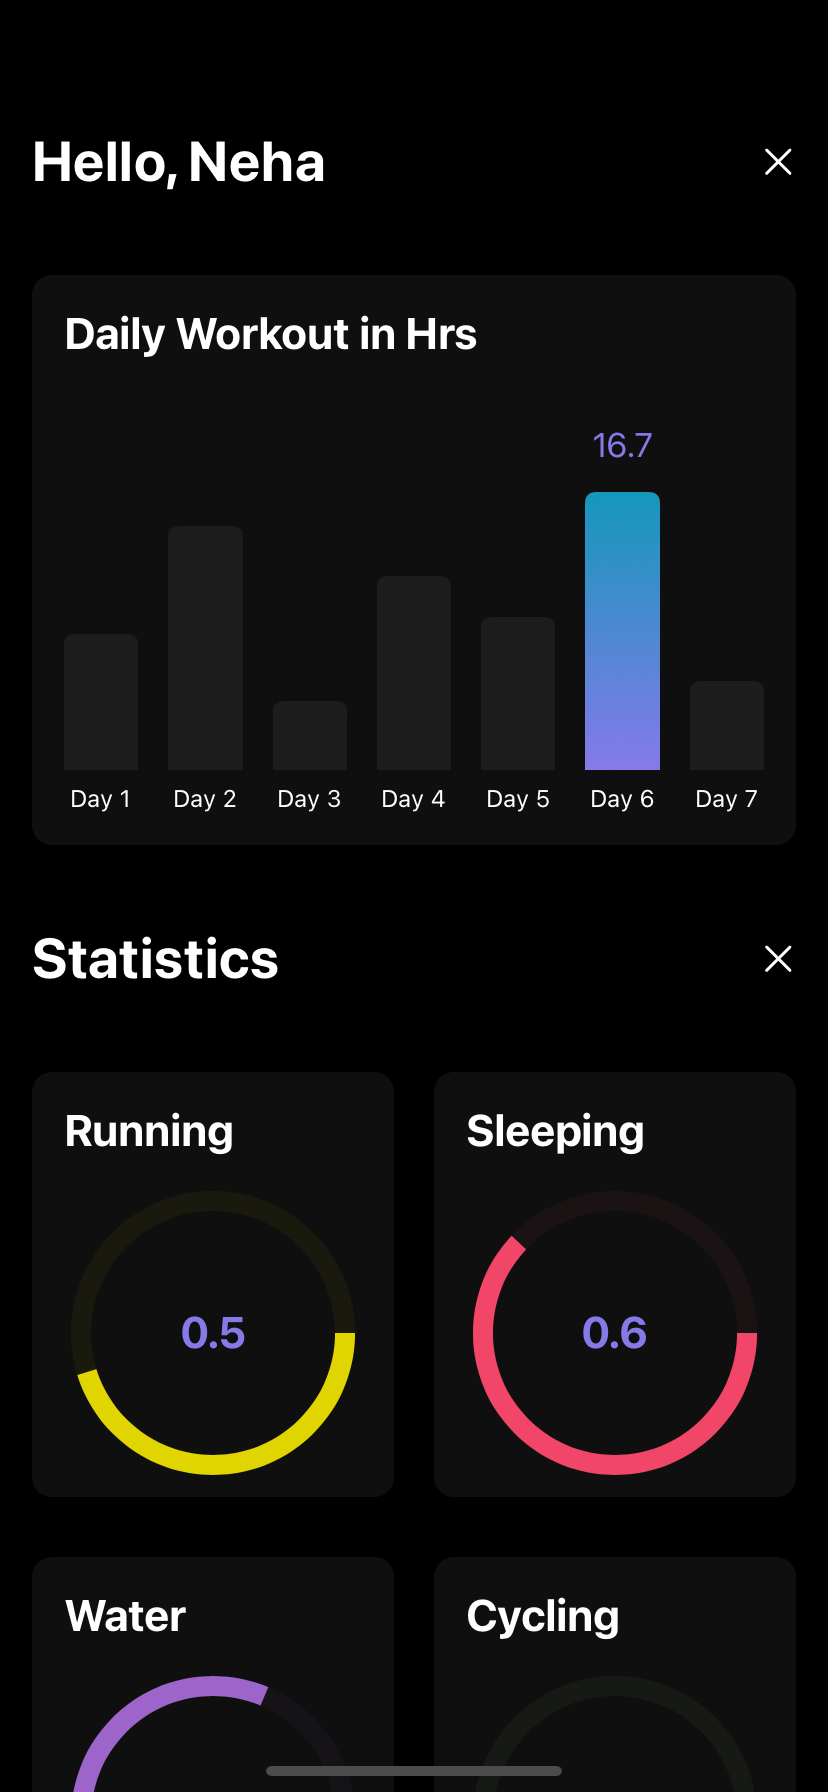 Hello, Neha
Daily Workout in Hrs
16.7
Day 1 Day 2 Day 3 Day 4 Day 5 Day 6 Day 7
Statistics
Running
Sleeping
0.5
0.6
Water
Cycling